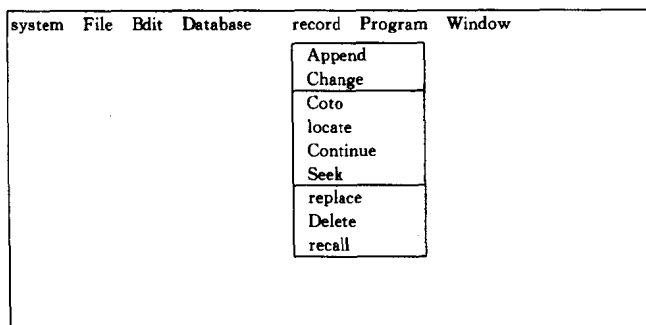 system File Bdit Database record Program Window
Append
Change
Coto
locate
Continue
Seek
replace
Delete
recall